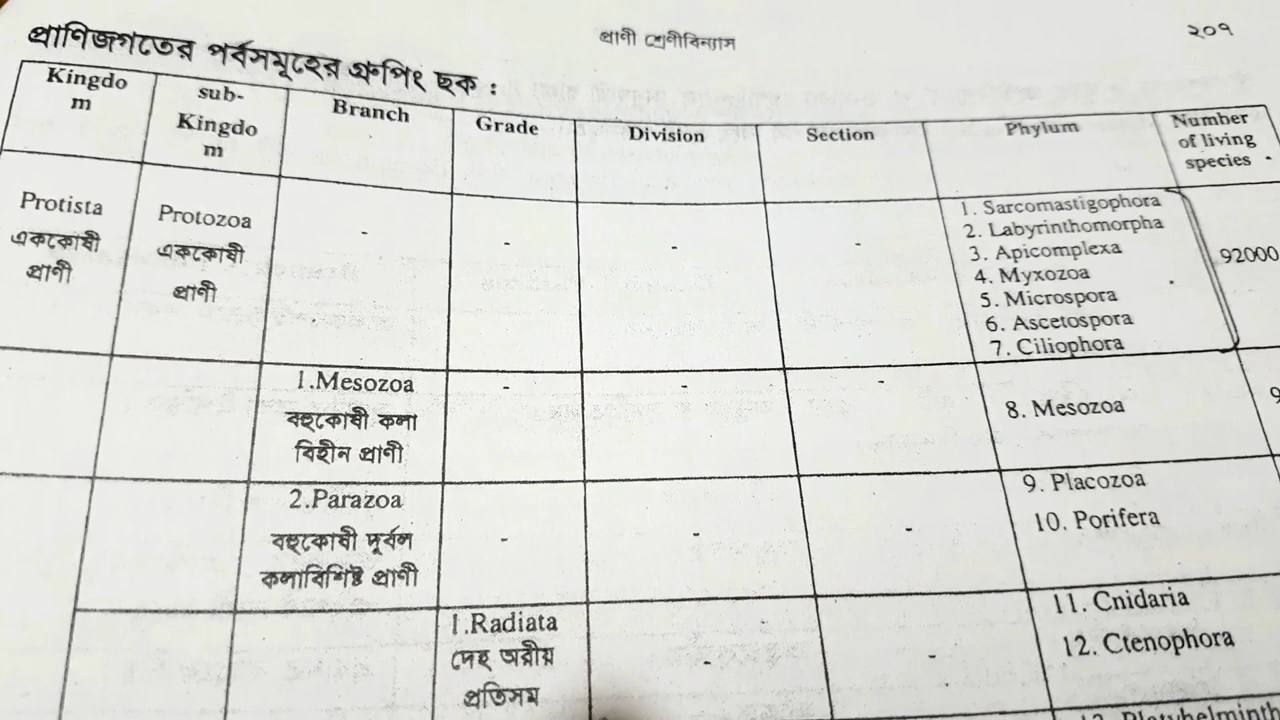 প্রাণী শ্রেণীবিন্যাস ২০৭
প্রাণিজগতের পর্বসমূহের গ্রুপিং ছক :
Kingdo
m
sub-
Kingdo
m
Branch
Grade
Division
Section
Phylum
Number
of living
species
Protista
এককোষী
প্রাণী
Protozoa
এককোষী
প্রাণী
-
-
-
-
1. Sarcomastigophora
2. Labyrinthomorpha
3. Apicomplexa
4. Myxozoa
5. Microspora
6. Ascetospora
7. Ciliophora
92000
1.Mesozoa
বহুকোষী কলা
বিহীন প্রাণী
-
-
-
8. Mesozoa
2.Parazoa
বহুকোষী দূর্বল
কলাবিশিষ্ট প্রাণী
-
-
-
9. Placozoa
10. Porifera
1.Radiata
দেহ অরীয়
প্রতিসম
-
-
11. Cnidaria
12. Ctenophora